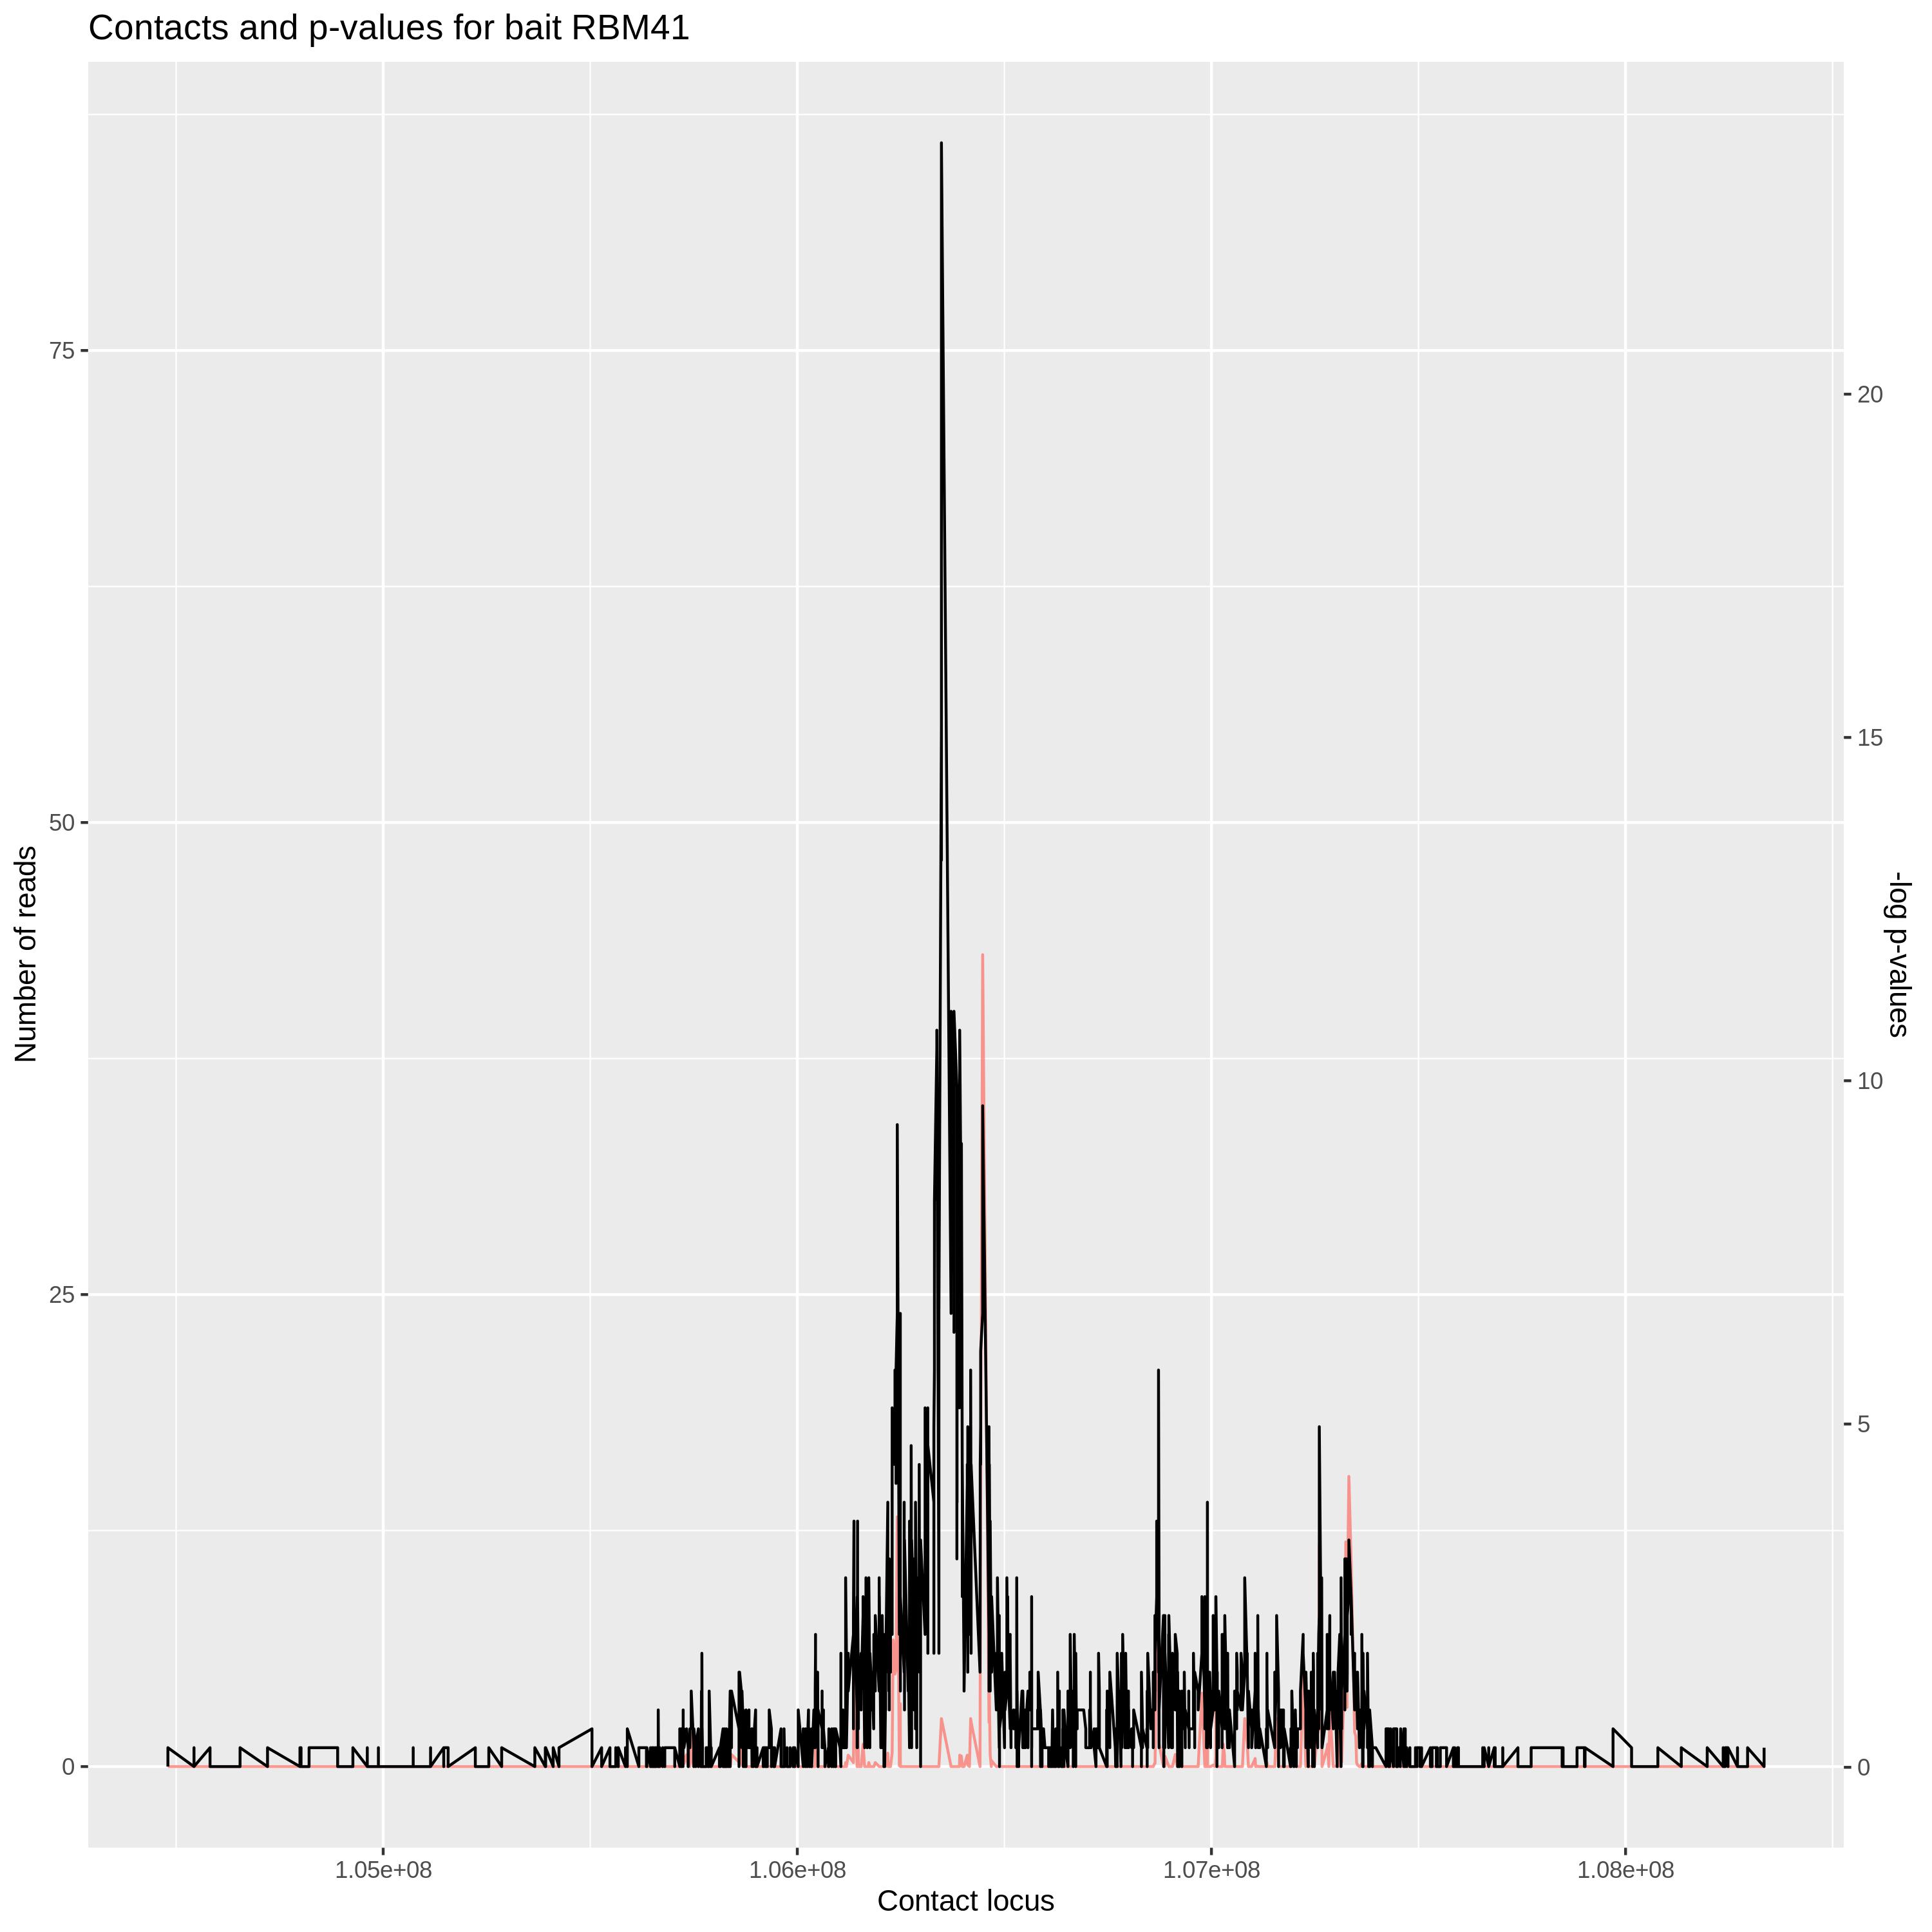 Contacts and p-values for bait RBM41
75
50
25
0
Number of reads
20
15
10
5
0
-log p-values
1.05e+08 1.06e+08 1.07e+08 1.08e+08
Contact locus